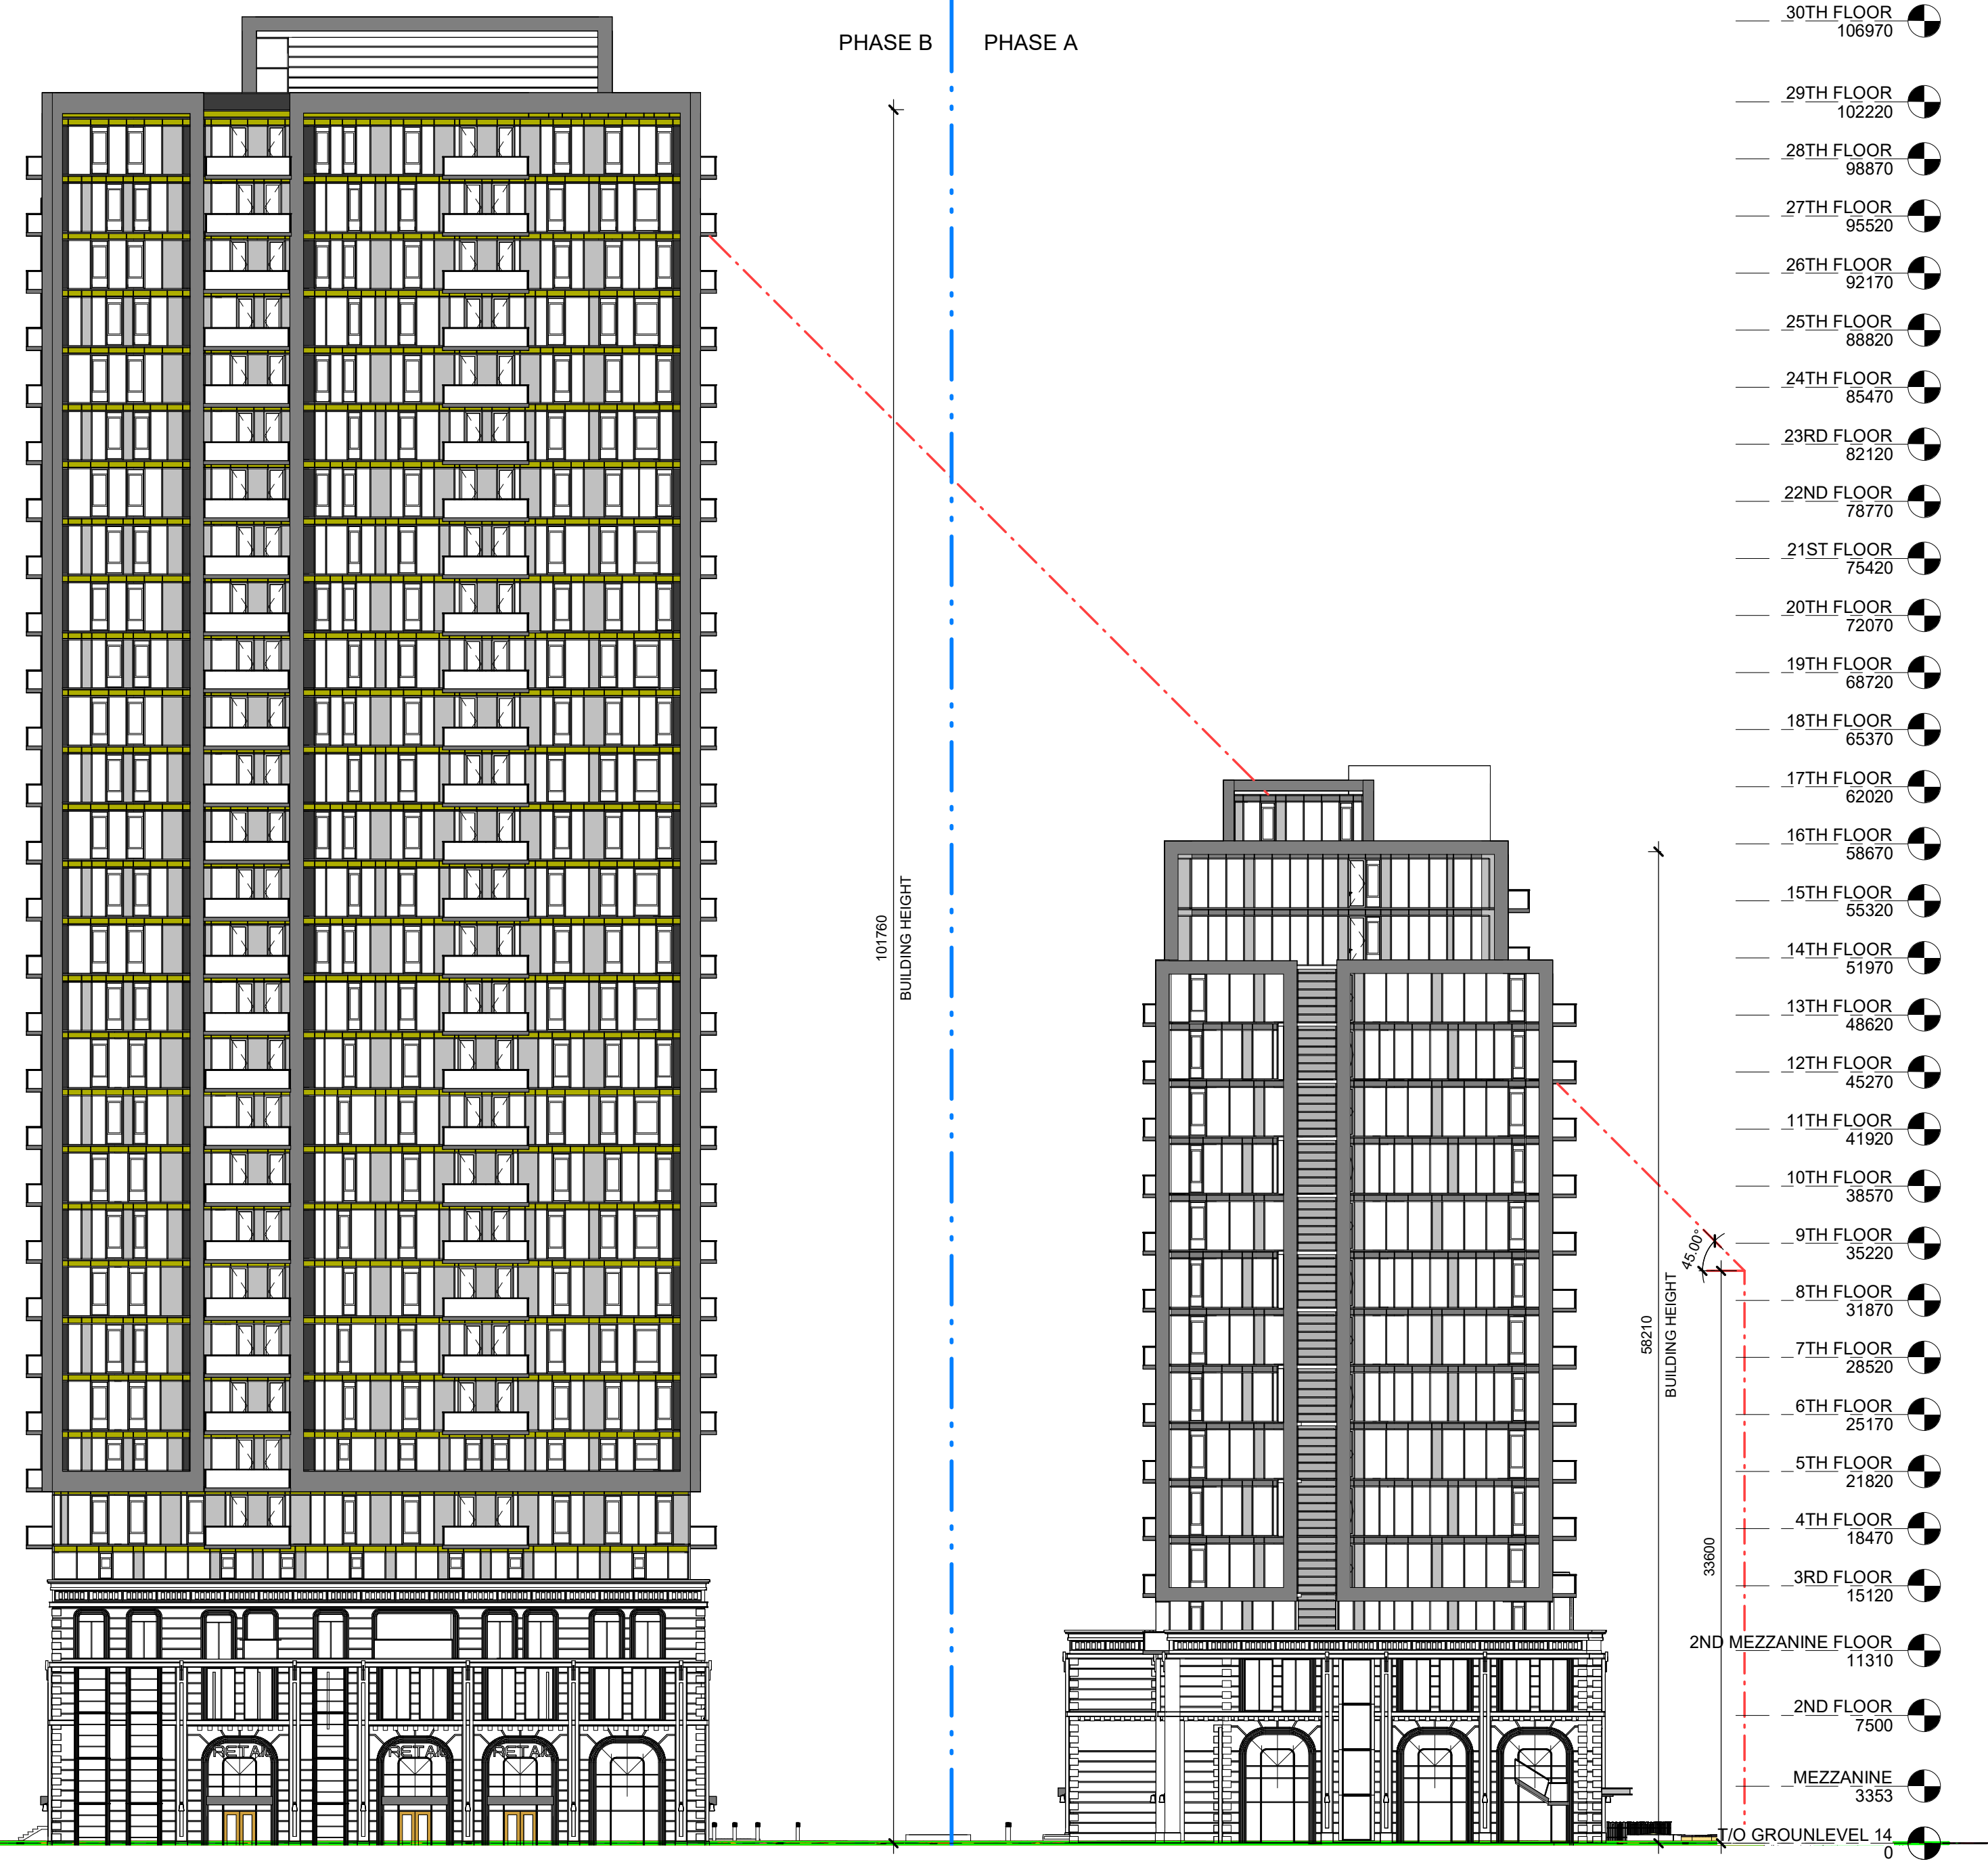 PHASE B
PHASE A
30TH FLOOR
106970
29TH FLOOR
102220
28TH FLOOR
98870
27TH FLOOR
95520
26TH FLOOR
92170
25TH FLOOR
88820
24TH FLOOR
85470
23RD FLOOR
82120
22ND FLOOR
78770
21ST FLOOR
75420
20TH FLOOR
72070
19TH FLOOR
68720
18TH FLOOR
65370
17TH FLOOR
62020
16TH FLOOR
58670
15TH FLOOR
55320
14TH FLOOR
51970
13TH FLOOR
48620
12TH FLOOR
45270
11TH FLOOR
41920
10TH FLOOR
38570
9TH FLOOR
35220
8TH FLOOR
31870
7TH FLOOR
28520
6TH FLOOR
25170
5TH FLOOR
21820
4TH FLOOR
18470
3RD FLOOR
15120
2ND MEZZANINE FLOOR
11310
2ND FLOOR
7500
MEZZANINE
3353
T/O GROUNLEVEL 14
0
101760
BUILDING HEIGHT
58210
BUILDING HEIGHT
45.00°
33600
RETAIL
RETAIL
RETAIL